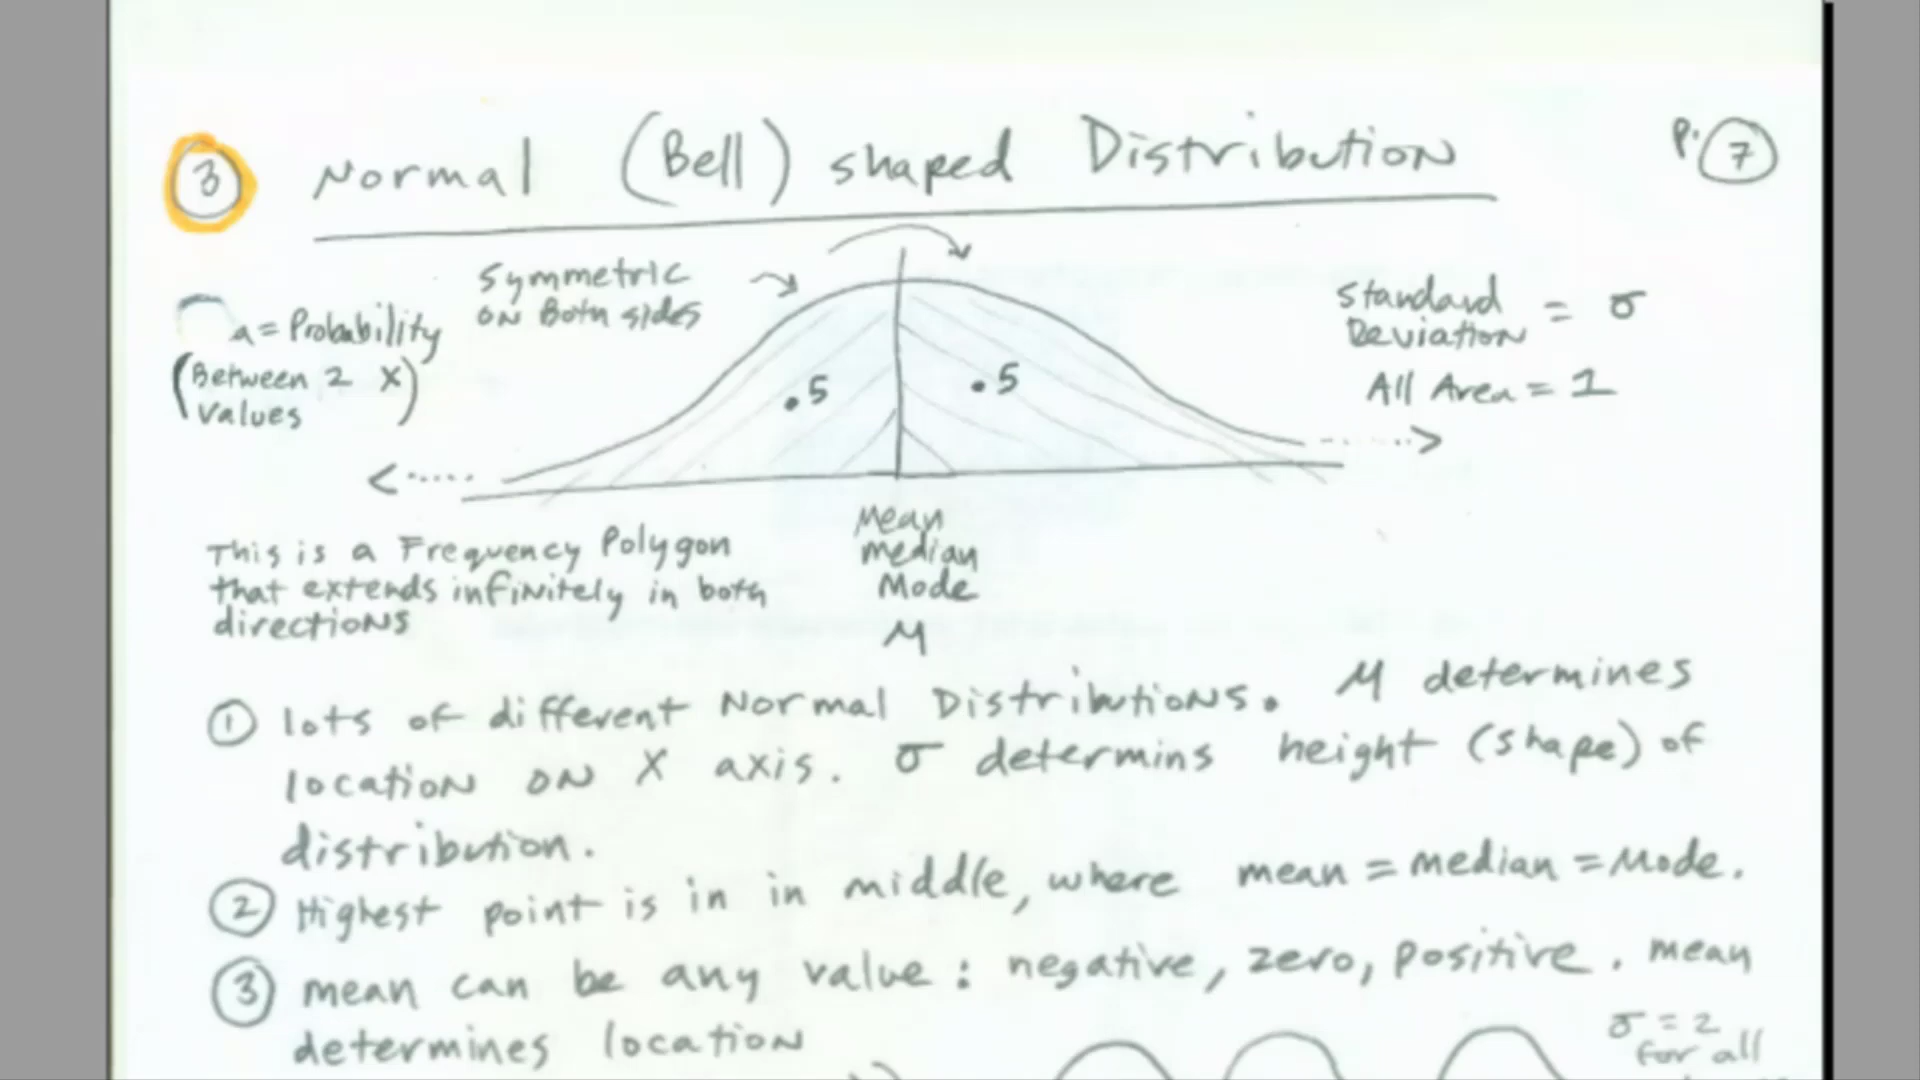 3 Normal (Bell) shaped Distribution
P. 7
Symmetric
on Both sides
a = Probability
(Between 2 X
values)
.5
.5
Standard
Deviation = σ
All Area = 1
This is a Frequency Polygon
that extends infinitely in both
directions
Mean
median
Mode
μ
1 lots of different Normal Distributions. μ determines
location on X axis. σ determins height (shape) of
distribution.
2 Highest point is in in middle, where mean = median = Mode.
3 mean can be any value: negative, zero, positive. mean
determines location
σ = 2
for all